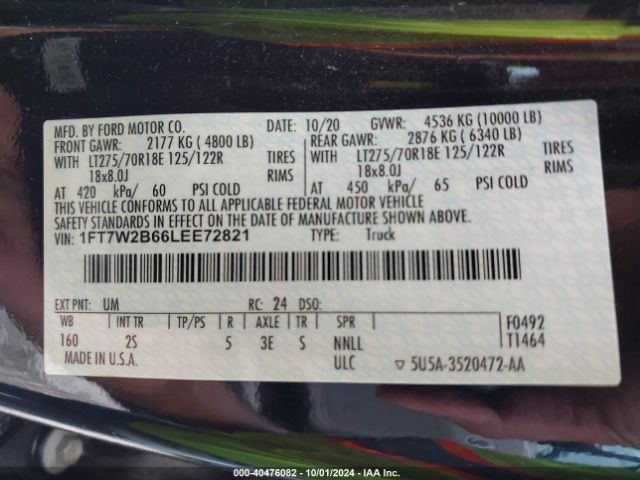 MFD. BY FORD MOTOR CO. DATE: 10/20 GVWR: 4536 KG (10000 LB)
FRONT GAWR: 2177 KG ( 4800 LB) REAR GAWR: 2876 KG ( 6340 LB)
WITH LT275/70R18E 125/122R TIRES WITH LT275/70R18E 125/122R TIRES
18x8.0J RIMS 18x8.0J RIMS
AT 420 kPa/ 60 PSI COLD AT 450 kPa/ 65 PSI COLD
THIS VEHICLE CONFORMS TO ALL APPLICABLE FEDERAL MOTOR VEHICLE
SAFETY STANDARDS IN EFFECT ON THE DATE OF MANUFACTURE SHOWN ABOVE.
VIN: 1FT7W2B66LEE72821 TYPE: Truck
EXT PNT: UM RC: 24 DSO:
WB INT TR TP/PS R AXLE TR SPR F0492
160 2S 5 3E S NNLL T1464
MADE IN U.S.A. ULC ▽ 5U5A-3520472-AA
000-40476082 - 10/01/2024 - IAA Inc.